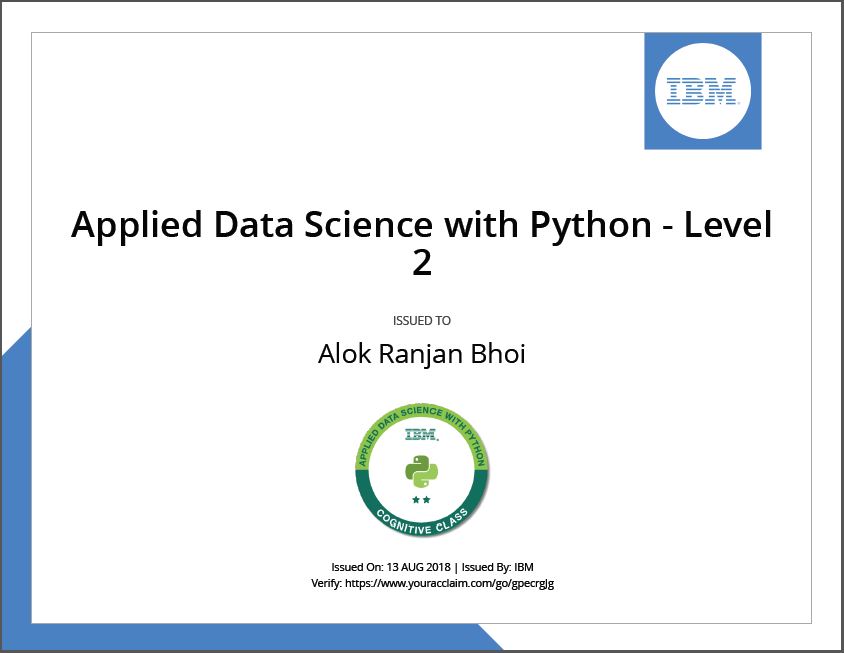 IBM
Applied Data Science with Python - Level
2
ISSUED TO
Alok Ranjan Bhoi
APPLIED DATA SCIENCE WITH PYTHON
IBM
COGNITIVE CLASS
Issued On: 13 AUG 2018 | Issued By: IBM
Verify: https://www.youracclaim.com/go/gpecrgJg